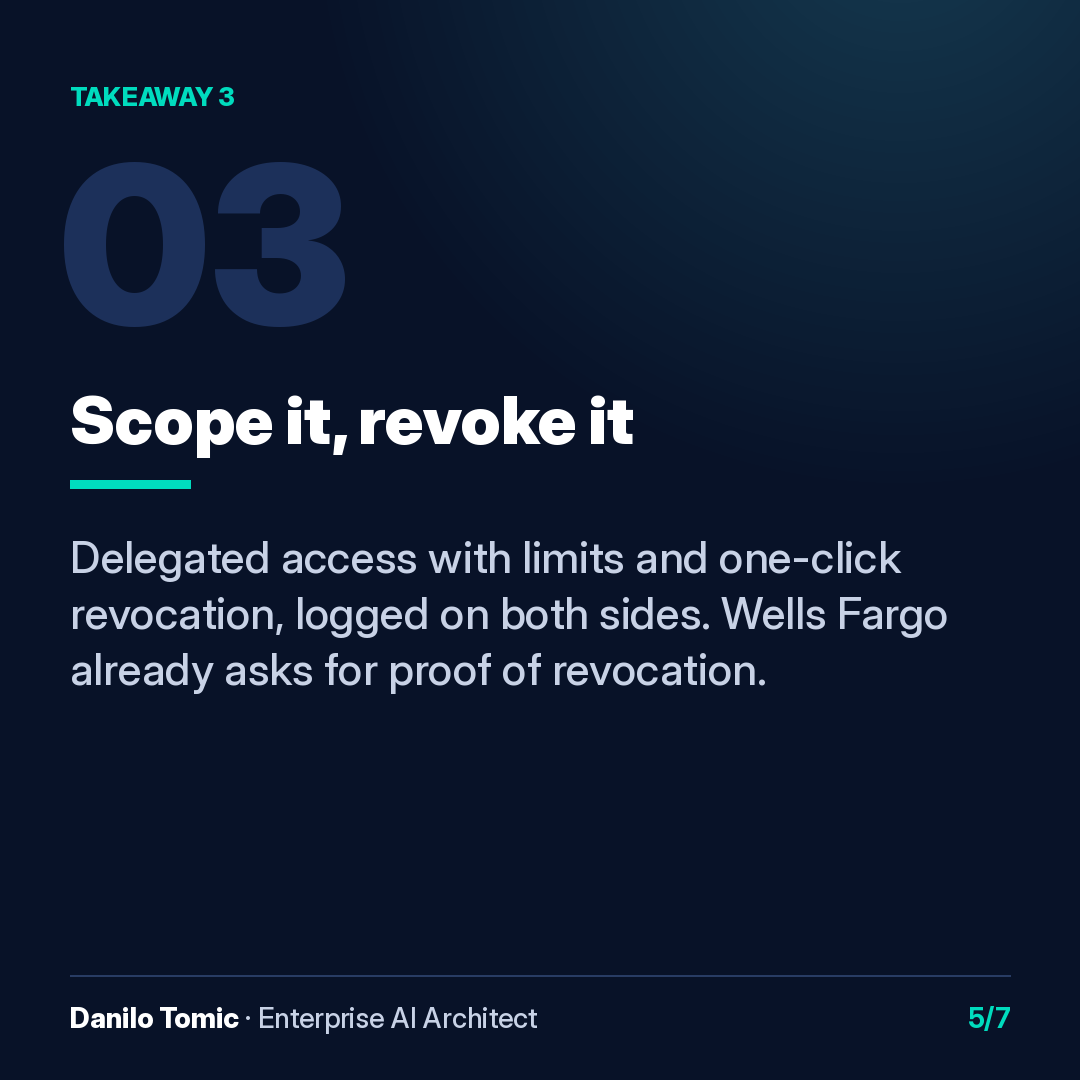 TAKEAWAY 3
03
Scope it, revoke it
Delegated access with limits and one-click
revocation, logged on both sides. Wells Fargo
already asks for proof of revocation.
Danilo Tomic · Enterprise AI Architect
5/7